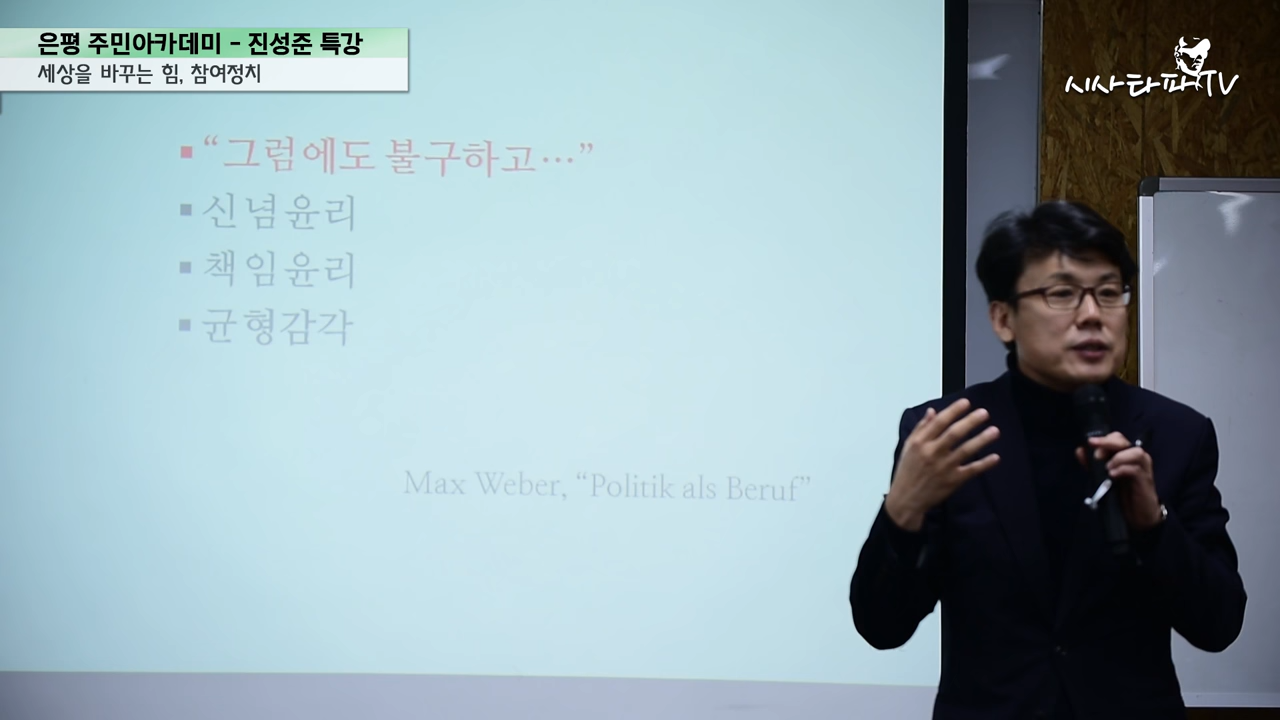 은평 주민아카데미 - 진성준 특강
세상을 바꾸는 힘, 참여정치
시사타파TV
“그럼에도 불구하고…”
신념윤리
책임윤리
균형감각
Max Weber, “Politik als Beruf”